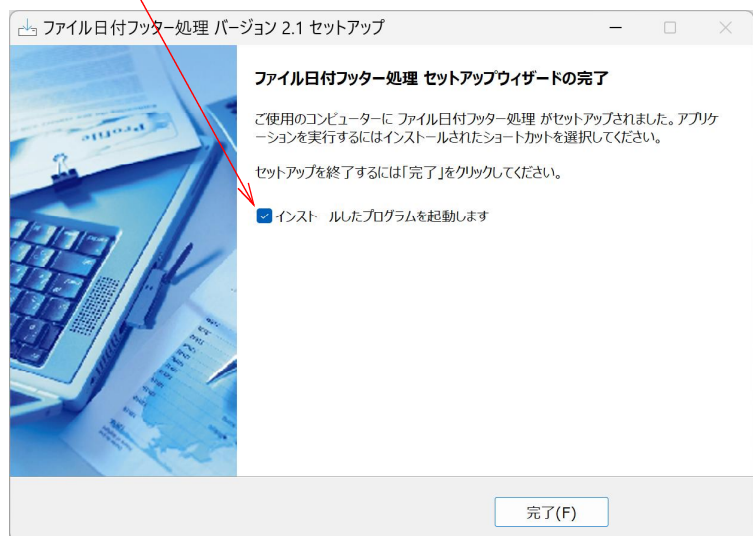 ファイル日付フッター処理 バージョン 2.1 セットアップ
ファイル日付フッター処理 セットアップウィザードの完了
ご使用のコンピューターに ファイル日付フッター処理 がセットアップされました。アプリケ
ーションを実行するにはインストールされたショートカットを選択してください。
セットアップを終了するには「完了」をクリックしてください。
インスト ルしたプログラムを起動します
Profile
完了(F)